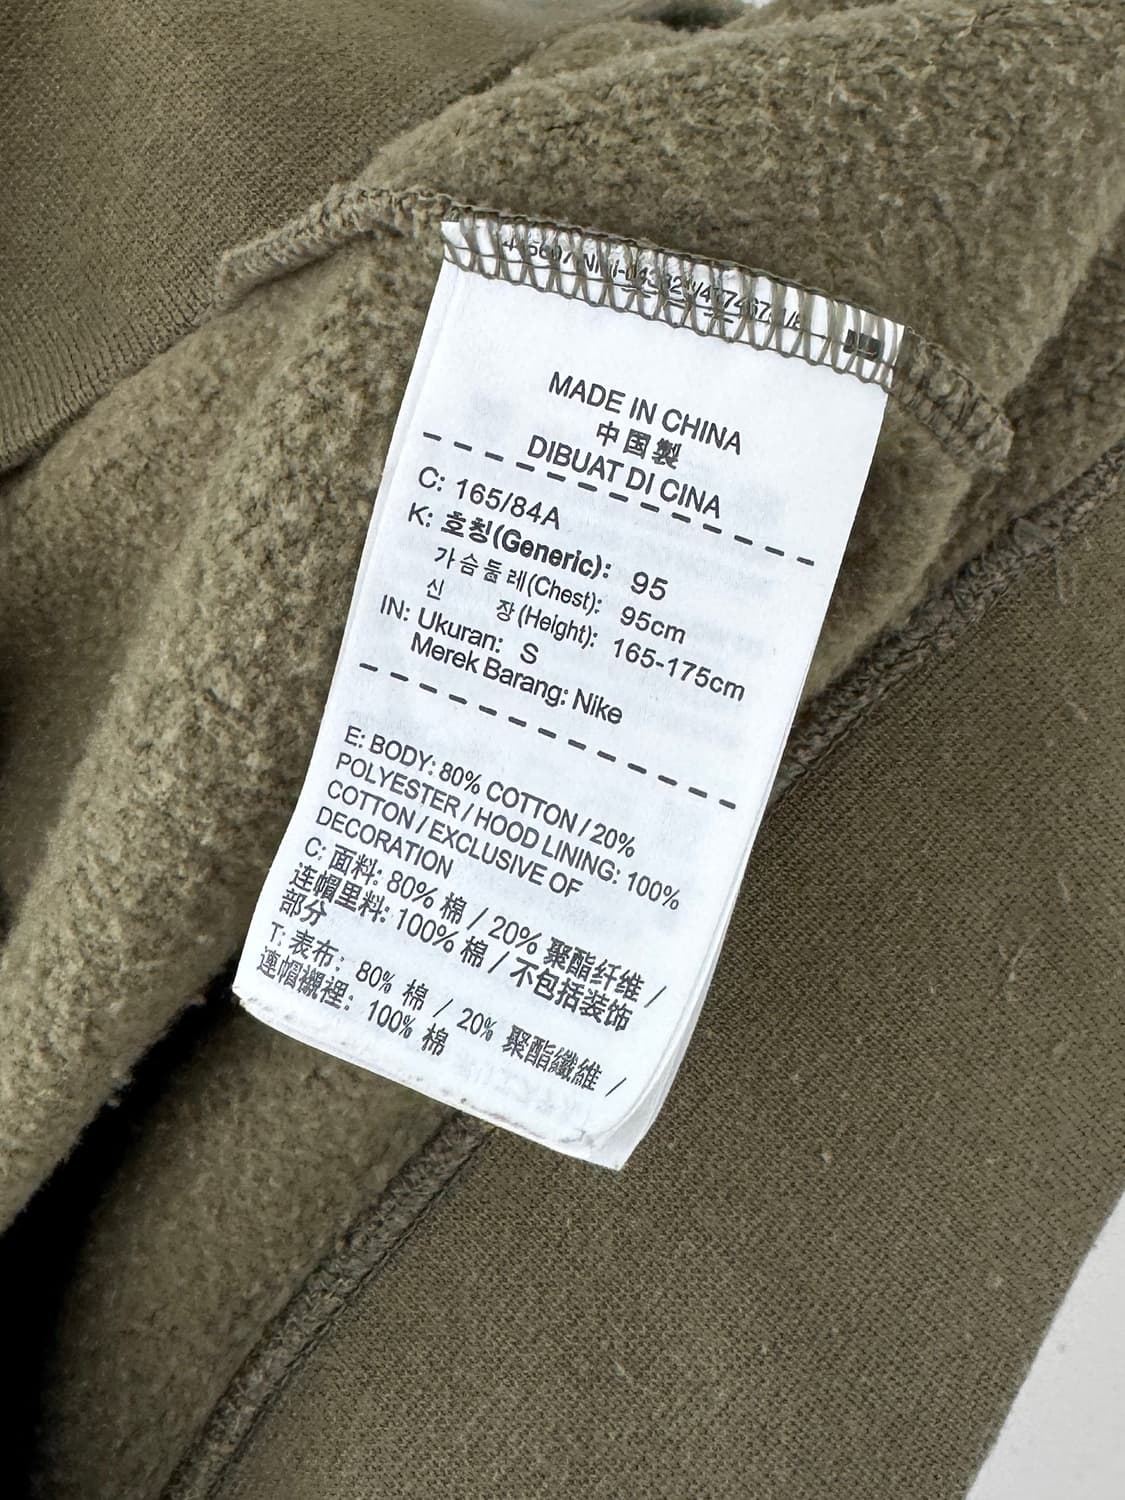 MADE IN CHINA
中国製
DIBUAT DI CINA
C: 165/84A
K: 호칭(Generic): 95
가슴둘레(Chest): 95cm
신 장(Height): 165-175cm
IN: Ukuran: S
Merek Barang: Nike
E: BODY: 80% COTTON / 20%
POLYESTER / HOOD LINING: 100%
COTTON / EXCLUSIVE OF
DECORATION
C: 面料: 80% 棉 / 20% 聚酯纤维 /
连帽里料: 100% 棉 / 不包括装饰
部分
T: 表布: 80% 棉 / 20% 聚酯纖維 /
連帽襯裡: 100% 棉